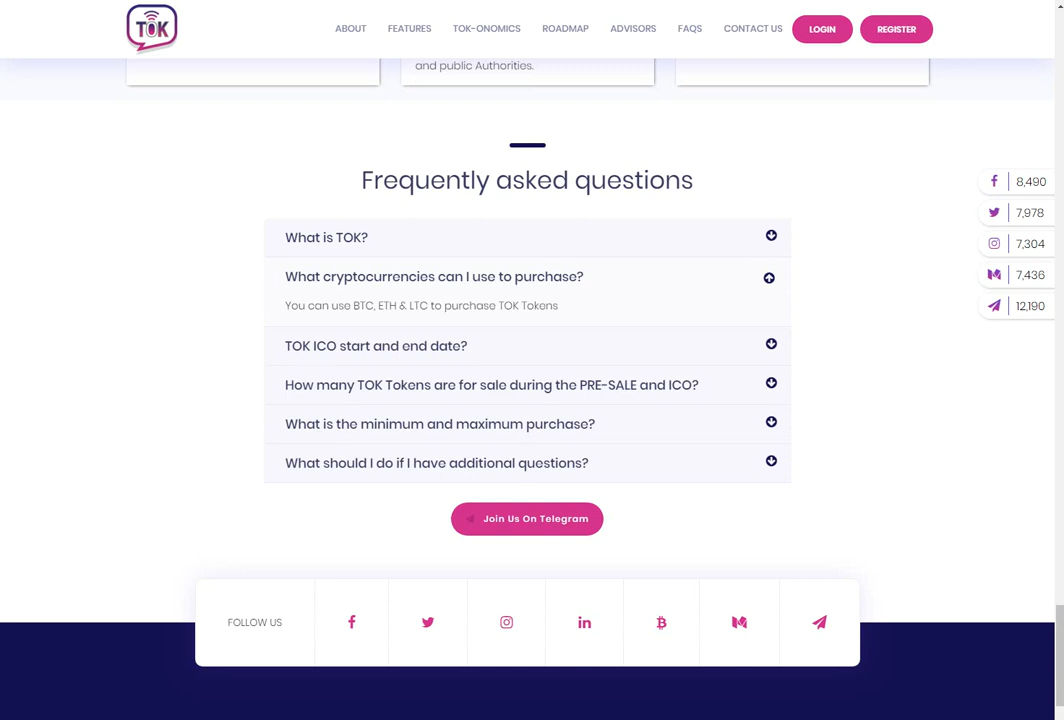 TOK
ABOUT
FEATURES
TOK-ONOMICS
ROADMAP
ADVISORS
FAQS
CONTACT US
LOGIN
REGISTER
and public Authorities.
Frequently asked questions
What is TOK?
What cryptocurrencies can I use to purchase?
You can use BTC, ETH & LTC to purchase TOK Tokens
TOK ICO start and end date?
How many TOK Tokens are for sale during the PRE-SALE and ICO?
What is the minimum and maximum purchase?
What should I do if I have additional questions?
Join Us On Telegram
8,490
7,978
7,304
7,436
12,190
FOLLOW US